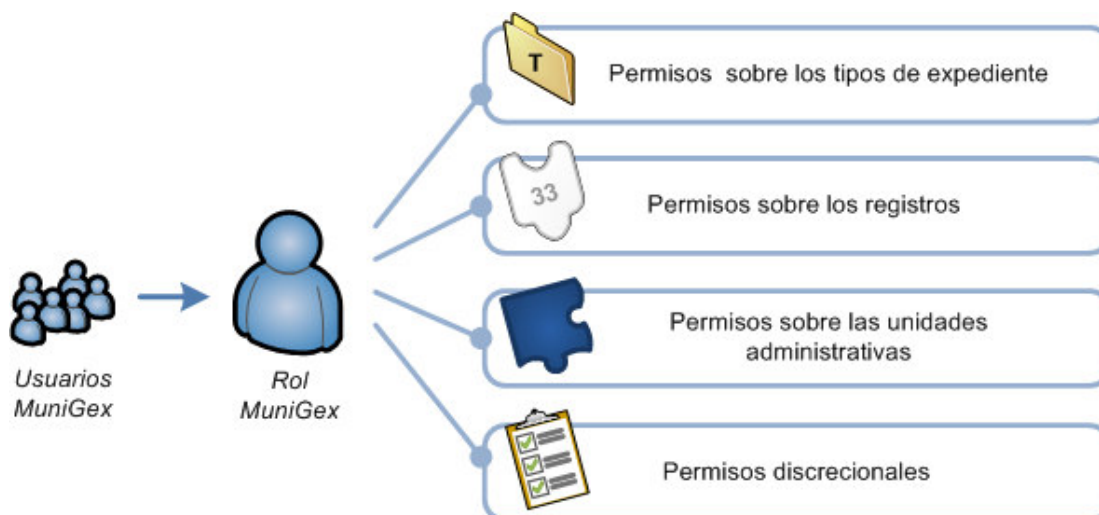 T
Permisos sobre los tipos de expediente
33
Permisos sobre los registros
Permisos sobre las unidades
administrativas
Usuarios
MuniGex
Rol
MuniGex
Permisos discrecionales